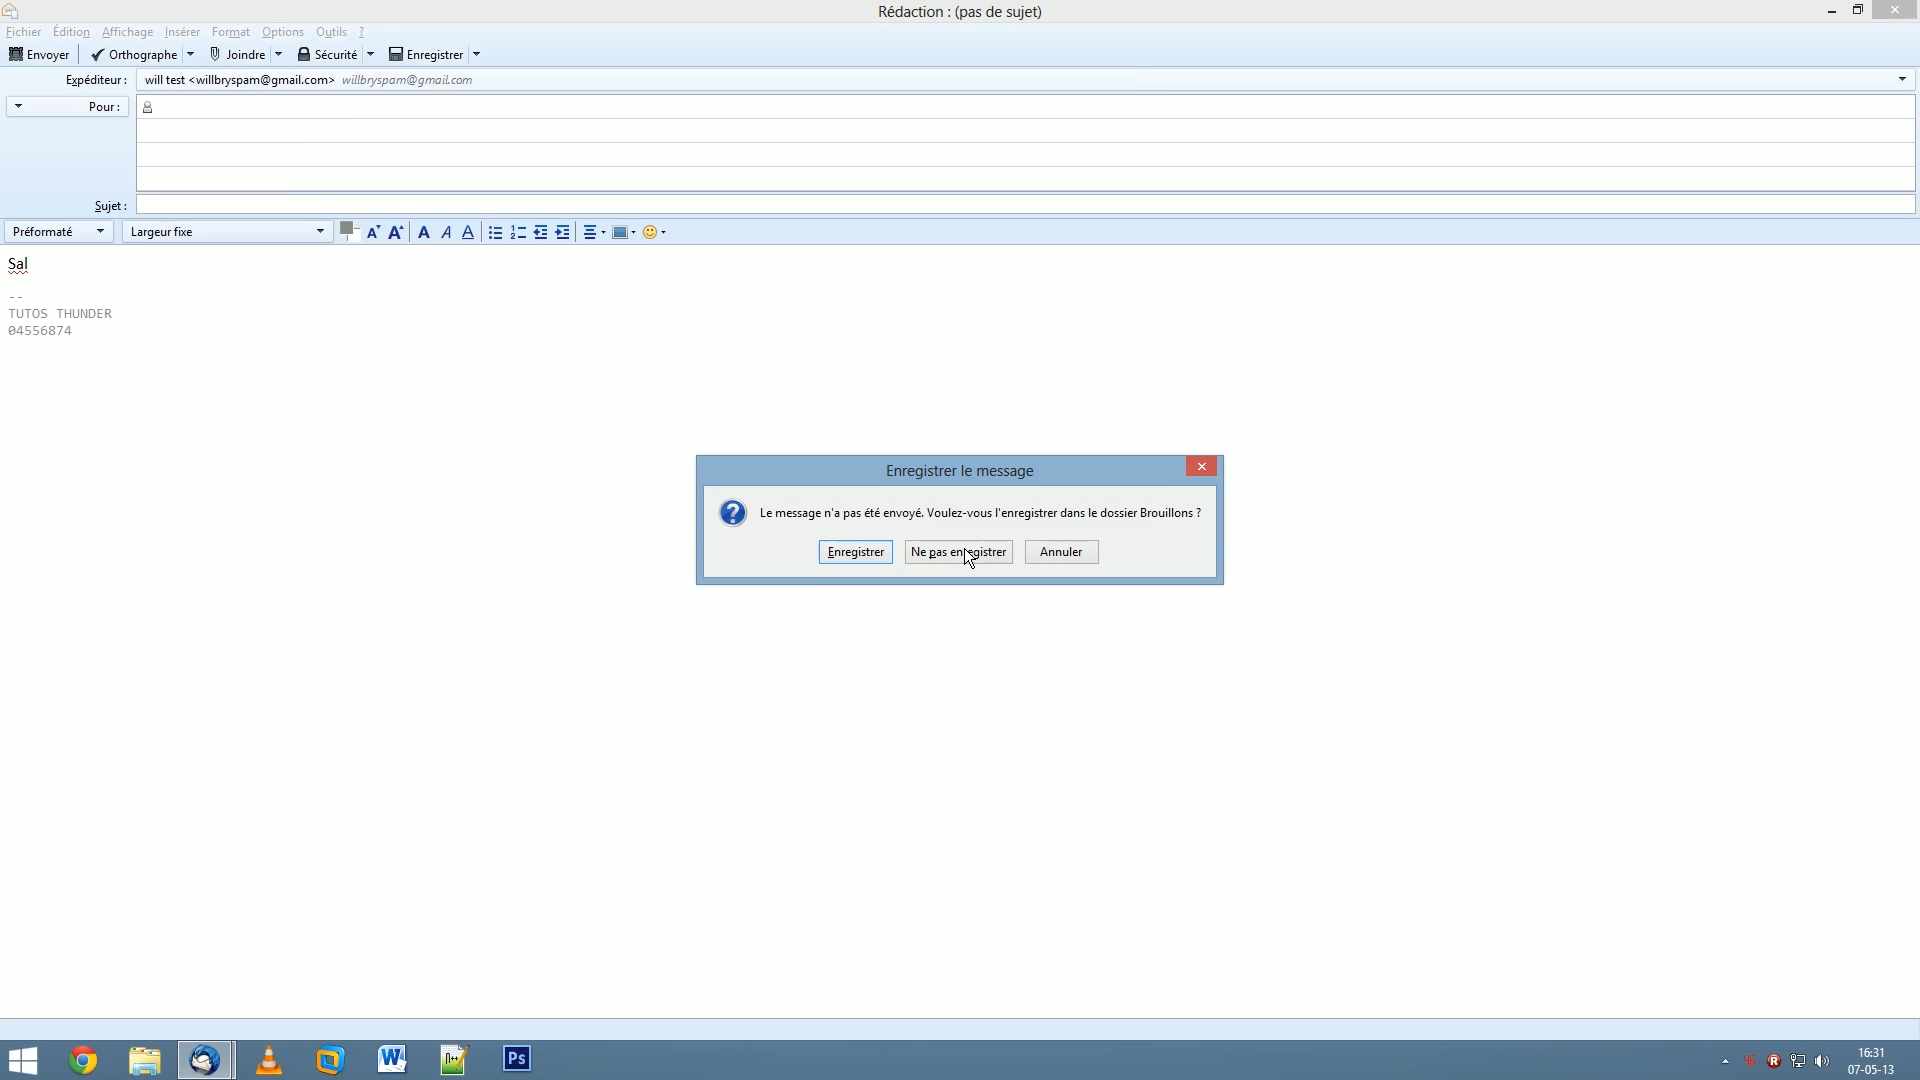 Rédaction : (pas de sujet)
Fichier Édition Affichage Insérer Format Options Outils ?
Envoyer Orthographe Joindre Sécurité Enregistrer
Expéditeur : will test <willbryspam@gmail.com> willbryspam@gmail.com
Pour :
Sujet :
Préformaté Largeur fixe
Sal
--
TUTOS THUNDER
04556874
Enregistrer le message
Le message n'a pas été envoyé. Voulez-vous l'enregistrer dans le dossier Brouillons ?
Enregistrer Ne pas enregistrer Annuler
Ps
16:31
07-05-13